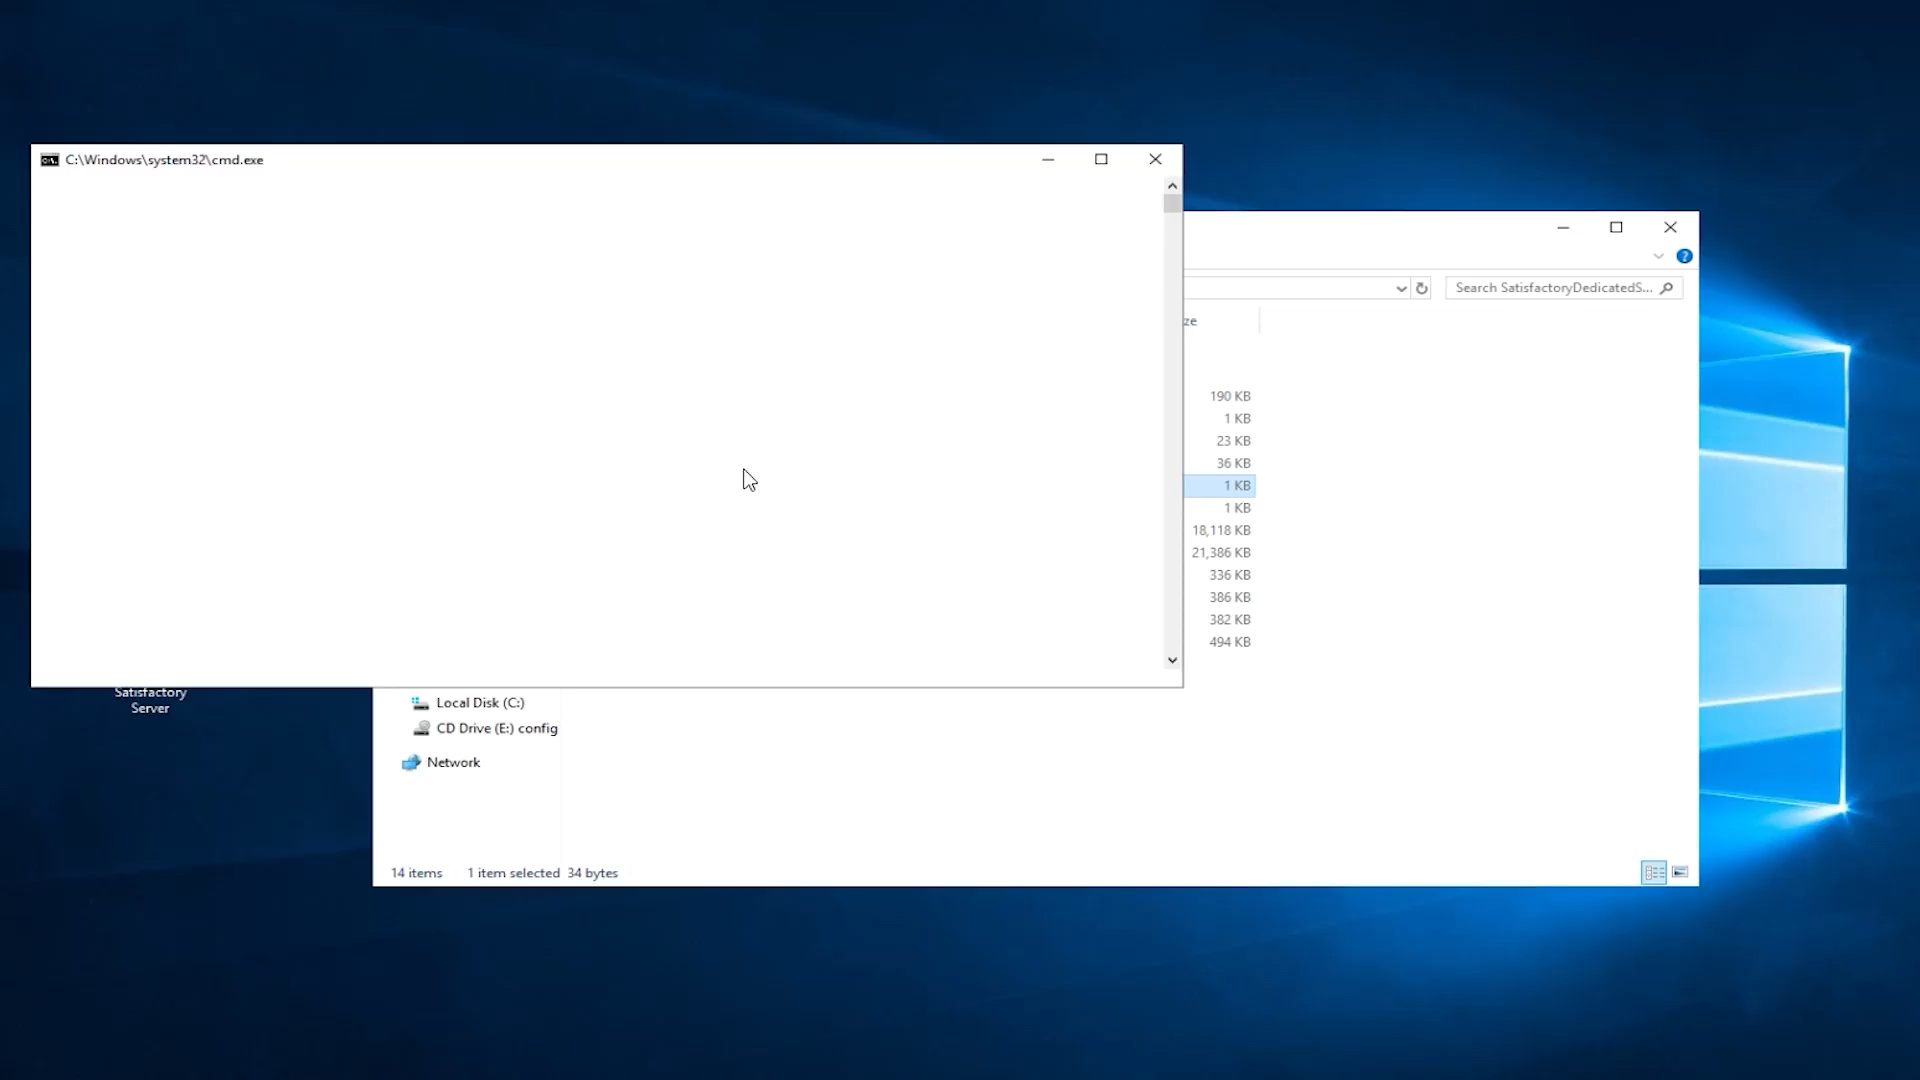 C:\Windows\system32\cmd.exe
Search SatisfactoryDedicatedS...
ze
190 KB
1 KB
23 KB
36 KB
1 KB
1 KB
18,118 KB
21,386 KB
336 KB
386 KB
382 KB
494 KB
Satisfactory
Server
Local Disk (C:)
CD Drive (E:) config
Network
14 items 1 item selected 34 bytes